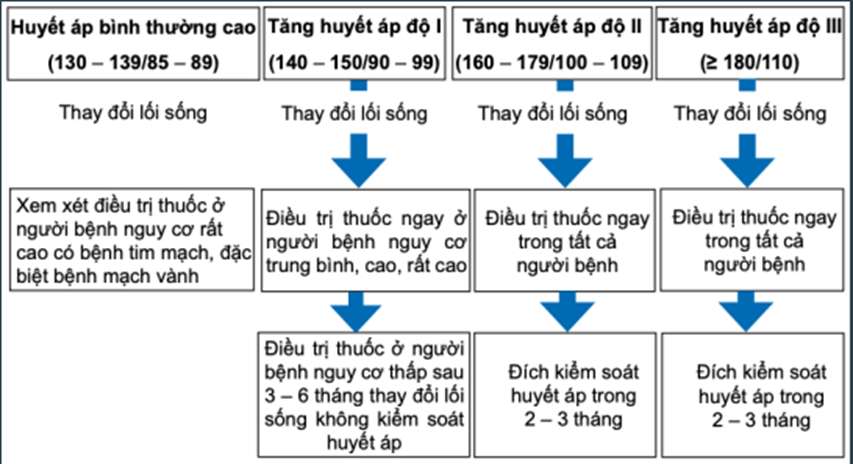 Huyết áp bình thường cao
(130 – 139/85 – 89)
Tăng huyết áp độ I
(140 – 150/90 – 99)
Tăng huyết áp độ II
(160 – 179/100 – 109)
Tăng huyết áp độ III
(≥ 180/110)
Thay đổi lối sống
Thay đổi lối sống
Thay đổi lối sống
Thay đổi lối sống
Xem xét điều trị thuốc ở
người bệnh nguy cơ rất
cao có bệnh tim mạch, đặc
biệt bệnh mạch vành
Điều trị thuốc ngay ở
người bệnh nguy cơ
trung bình, cao, rất cao
Điều trị thuốc ngay
trong tất cả
người bệnh
Điều trị thuốc ngay
trong tất cả
người bệnh
Điều trị thuốc ở người
bệnh nguy cơ thấp sau
3 – 6 tháng thay đổi lối
sống không kiểm soát
huyết áp
Đích kiểm soát
huyết áp trong
2 – 3 tháng
Đích kiểm soát
huyết áp trong
2 – 3 tháng